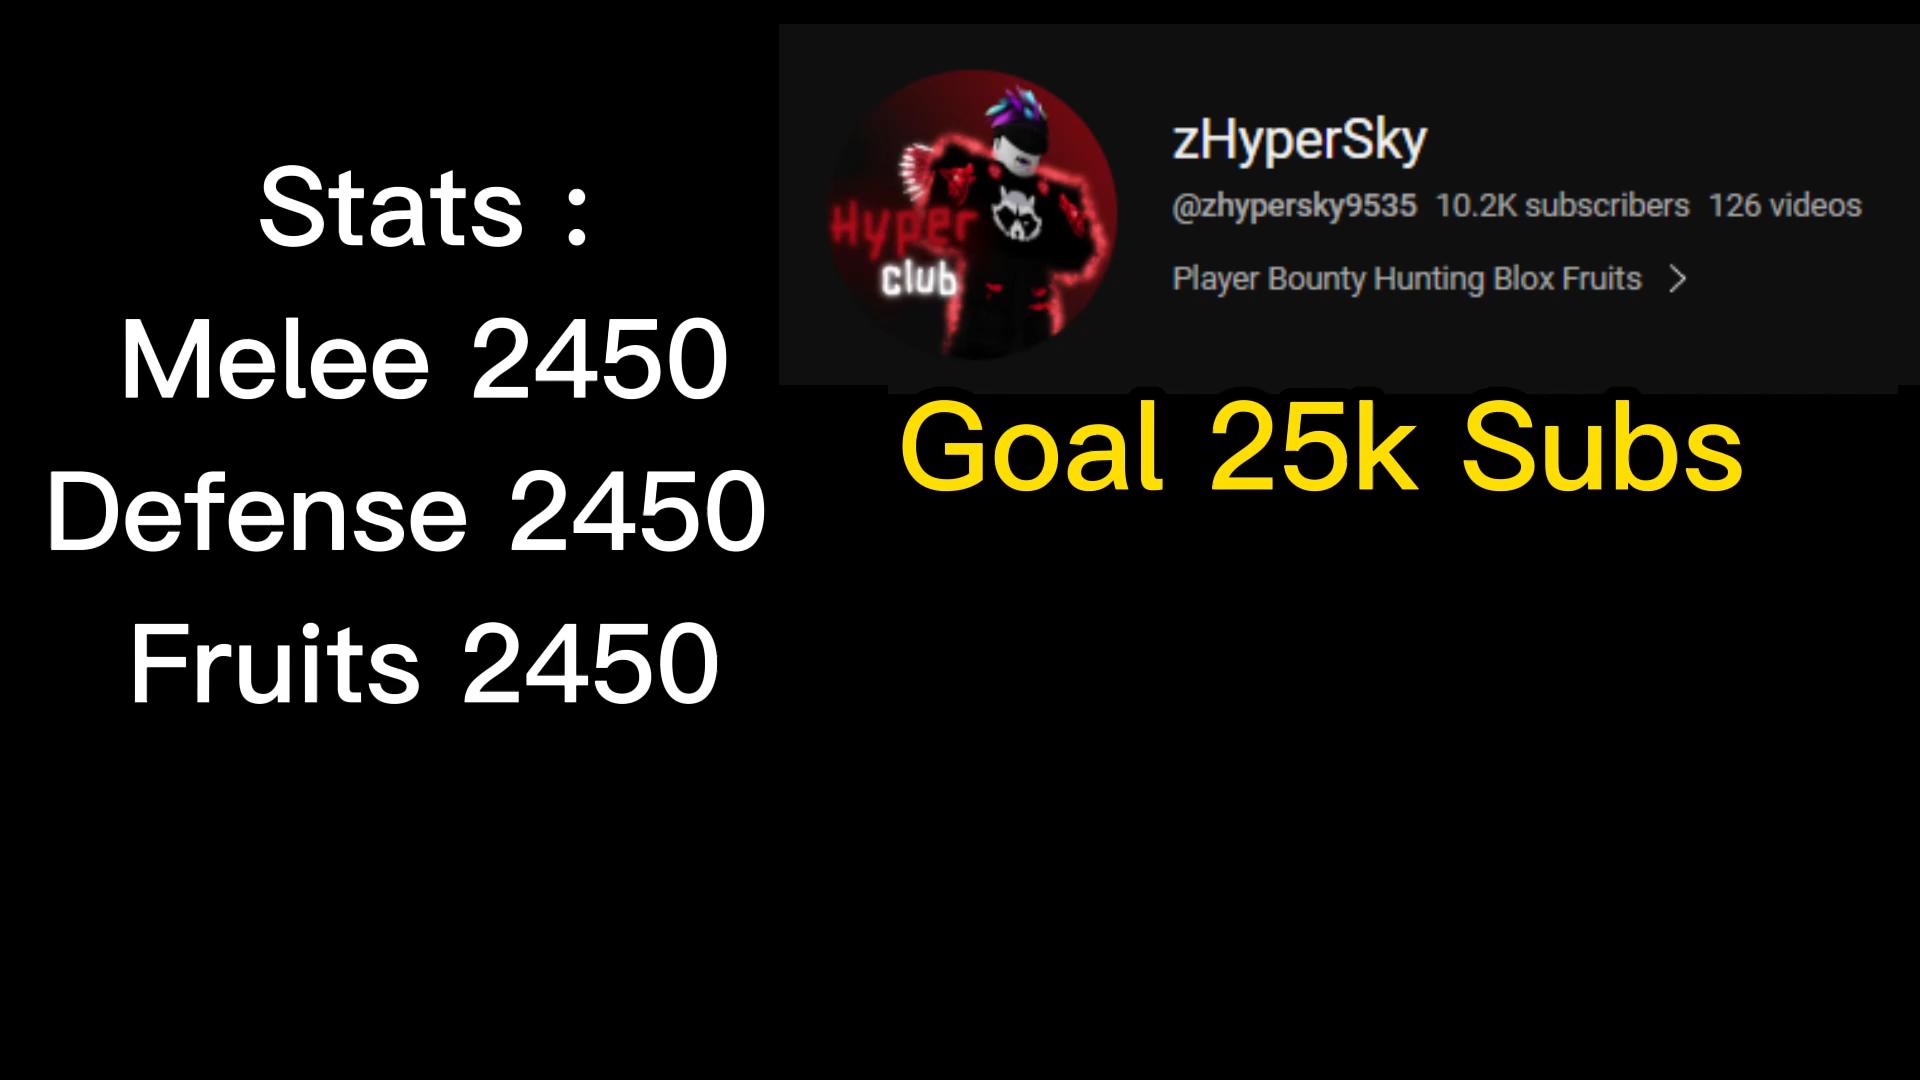 Stats :
Melee 2450
Defense 2450
Fruits 2450
Hyper
club
zHyperSky
@zhypersky9535 10.2K subscribers 126 videos
Player Bounty Hunting Blox Fruits
Goal 25k Subs